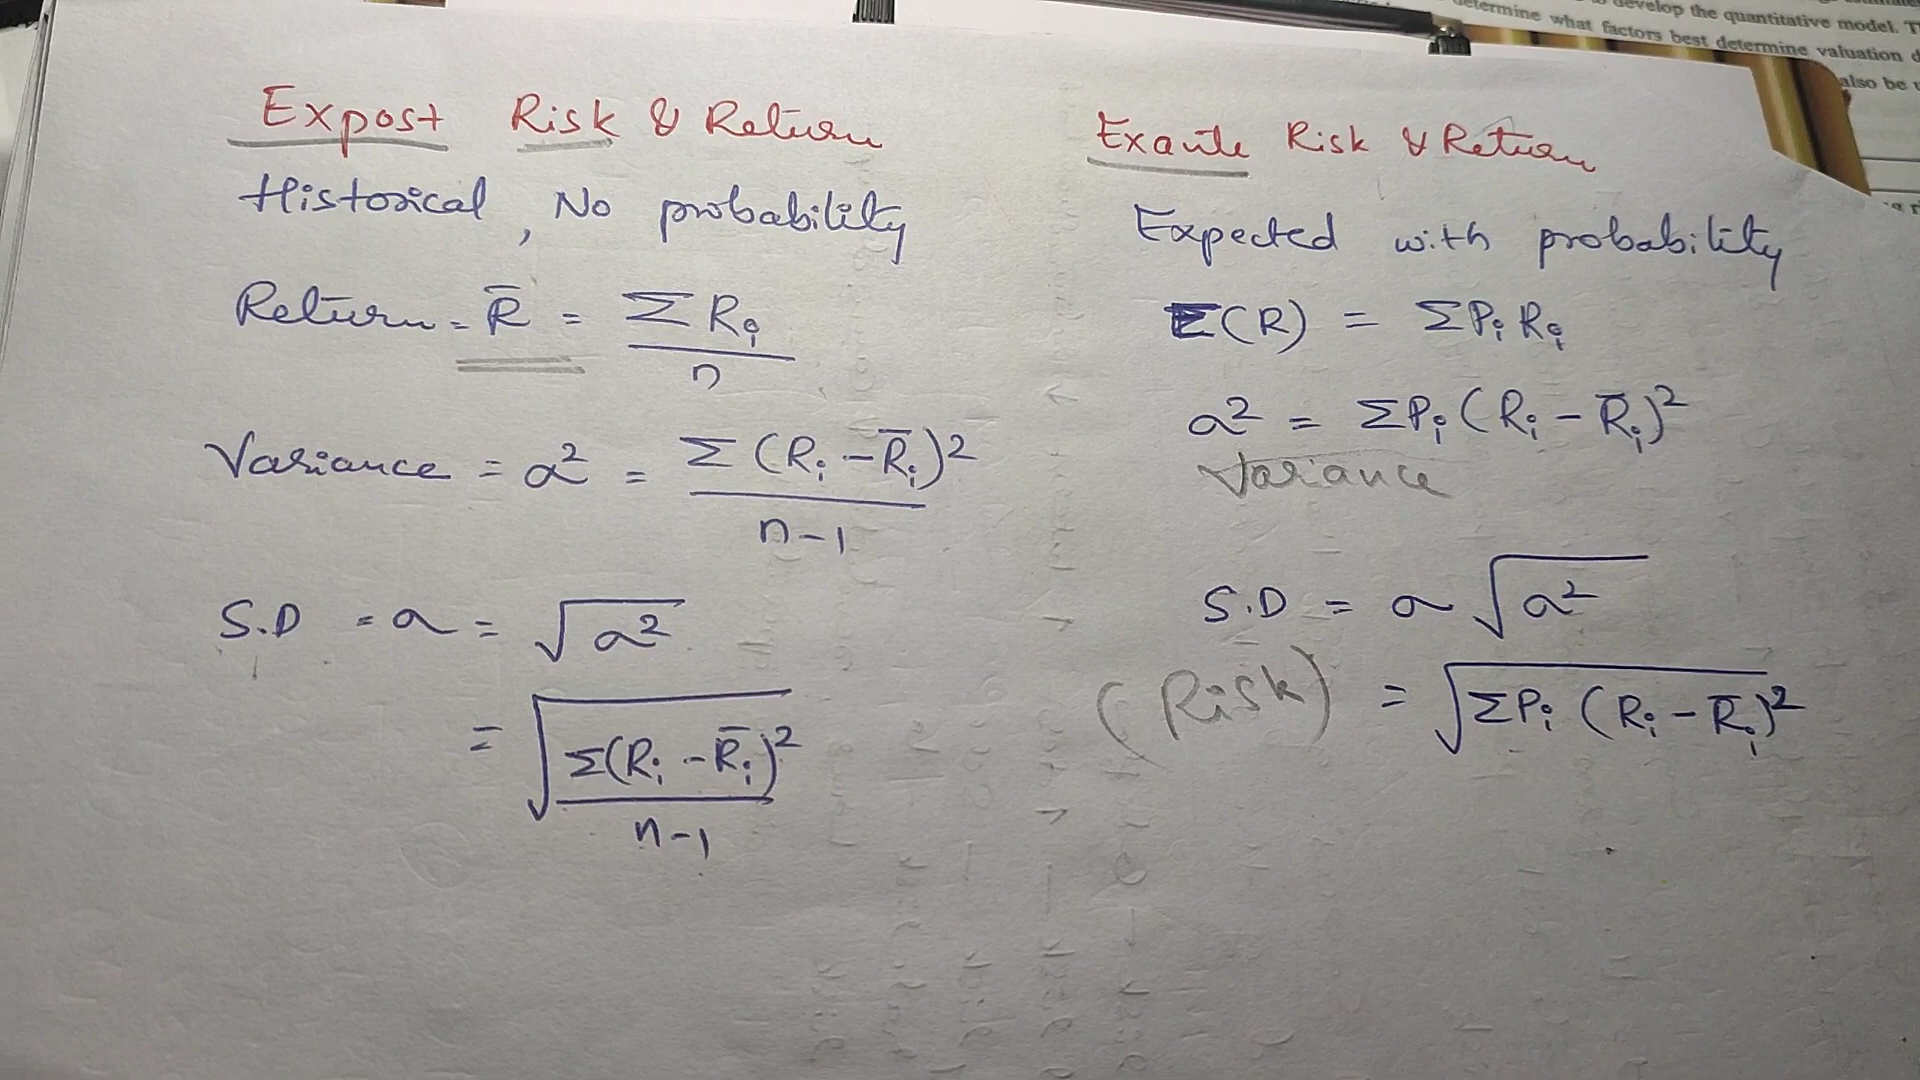 Expost Risk & Return
Historical, No probability
Return = R̄ = ΣRi / n
Variance = σ² = Σ(Ri − R̄i)² / n−1
S.D = σ = √σ²
= √(Σ(Ri − R̄i)² / n−1)
Exante Risk & Return
Expected with probability
E(R) = ΣPiRi
σ² = ΣPi(Ri − R̄i)²
Variance
S.D = σ √σ²
(Risk) = √ΣPi(Ri − R̄i)²
develop the quantitative model. T
determine what factors best determine valuation d
also be u